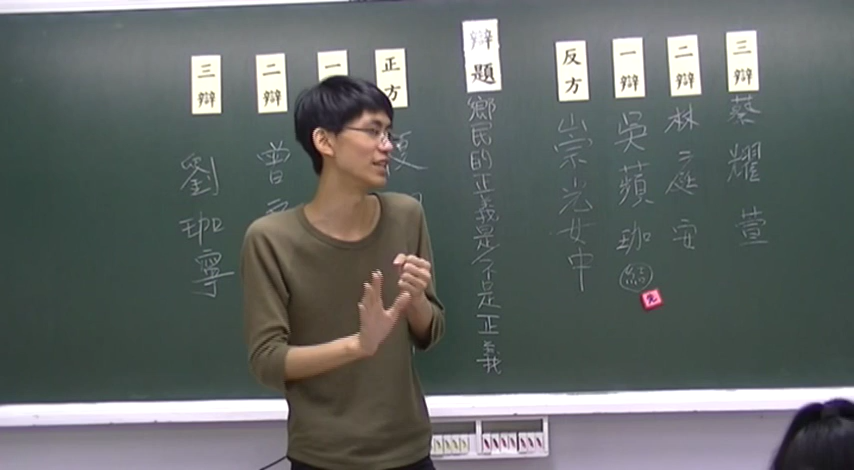 三辯
蔡耀萱
二辯
林庭安
一辯
吳蘋珈
結
先
反方
崇光女中
辯題
鄉民的正義是/不是正義
正方
一
二辯
曾
三辯
劉珈寧